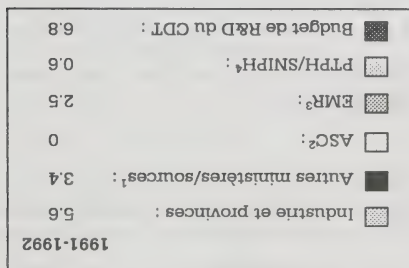 1991-1992
Industrie et provinces : 5.6
Autres ministères/sources¹ : 3.4
ASC² : 0
EMR³ : 2.5
PTPH/SNIPH⁴ : 0.6
Budget de R&D du CDT : 6.8